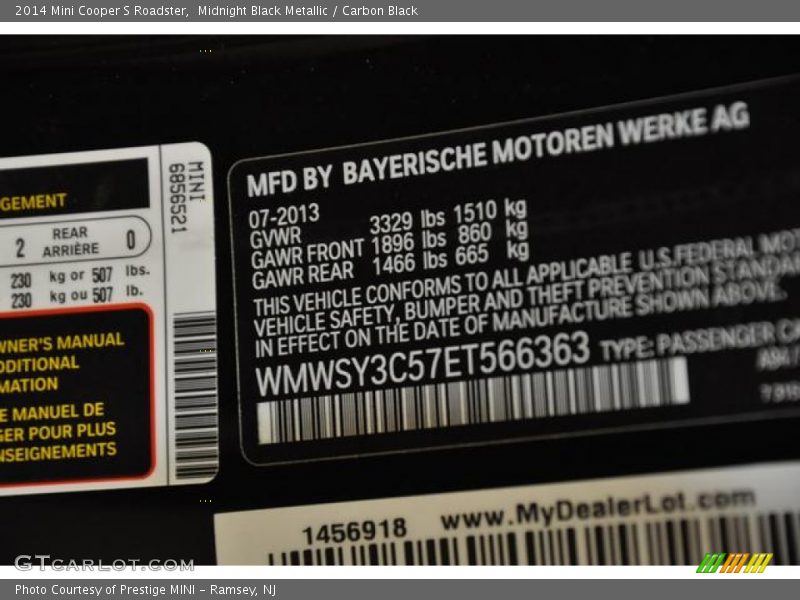 2014 Mini Cooper S Roadster,  Midnight Black Metallic / Carbon Black
MINI
6856521
GEMENT
2 REAR ARRIÈRE 0
230 kg or 507 lbs.
230 kg ou 507 lb.
WNER'S MANUAL
DDITIONAL
MATION
E MANUEL DE
GER POUR PLUS
NSEIGNEMENTS
MFD BY BAYERISCHE MOTOREN WERKE AG
07-2013
GVWR 3329 lbs 1510 kg
GAWR FRONT 1896 lbs 860 kg
GAWR REAR 1466 lbs 665 kg
THIS VEHICLE CONFORMS TO ALL APPLICABLE U.S.FEDERAL MOT
VEHICLE SAFETY, BUMPER AND THEFT PREVENTION STANDAR
IN EFFECT ON THE DATE OF MANUFACTURE SHOWN ABOVE.
WMWSY3C57ET566363 TYPE: PASSENGER CA
1456918 www.MyDealerLot.com
GTCARLOT.COM
Photo Courtesy of Prestige MINI – Ramsey, NJ